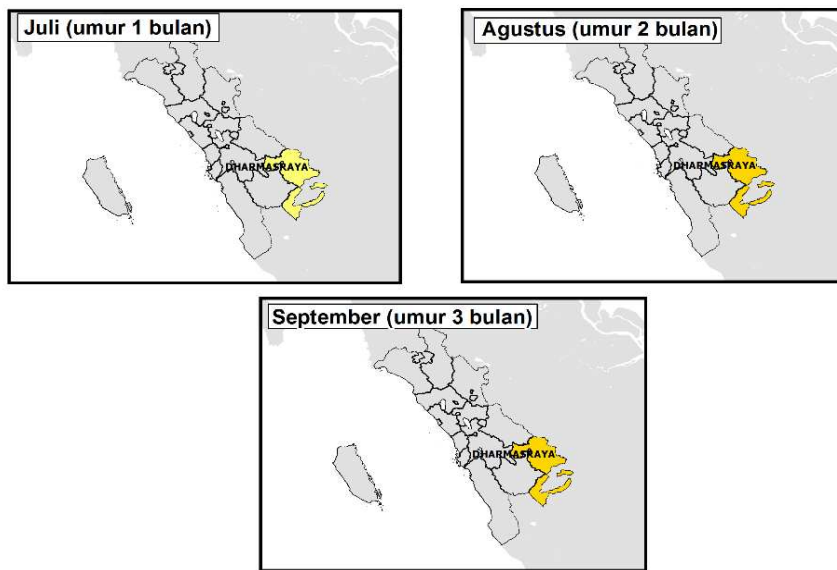 Juli (umur 1 bulan)
DHARMASRAYA
Agustus (umur 2 bulan)
DHARMASRAYA
September (umur 3 bulan)
DHARMASRAYA